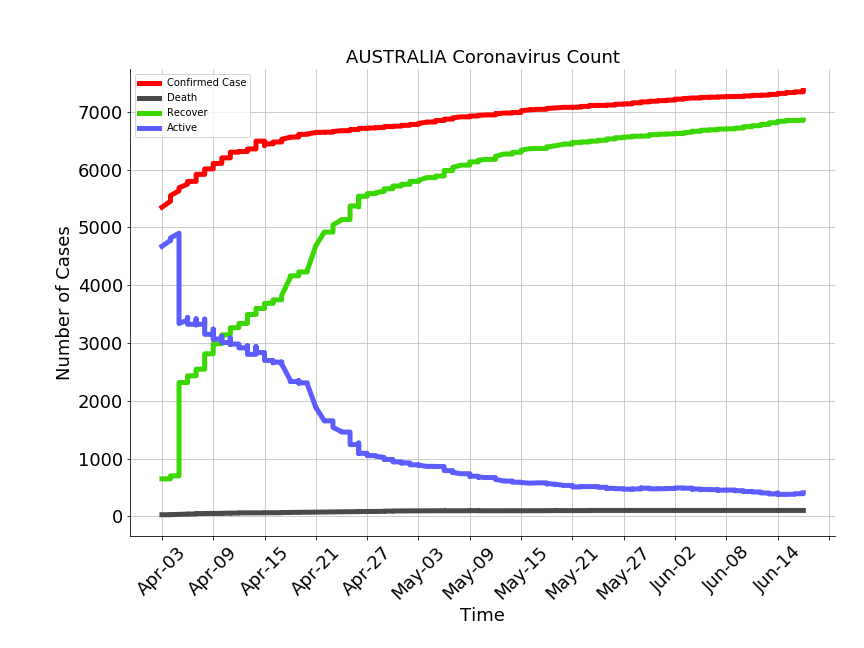 AUSTRALIA Coronavirus Count
Confirmed Case
Death
Recover
Active
7000
6000
5000
4000
3000
2000
1000
0
Number of Cases
Apr-03
Apr-09
Apr-15
Apr-21
Apr-27
May-03
May-09
May-15
May-21
May-27
Jun-02
Jun-08
Jun-14
Time